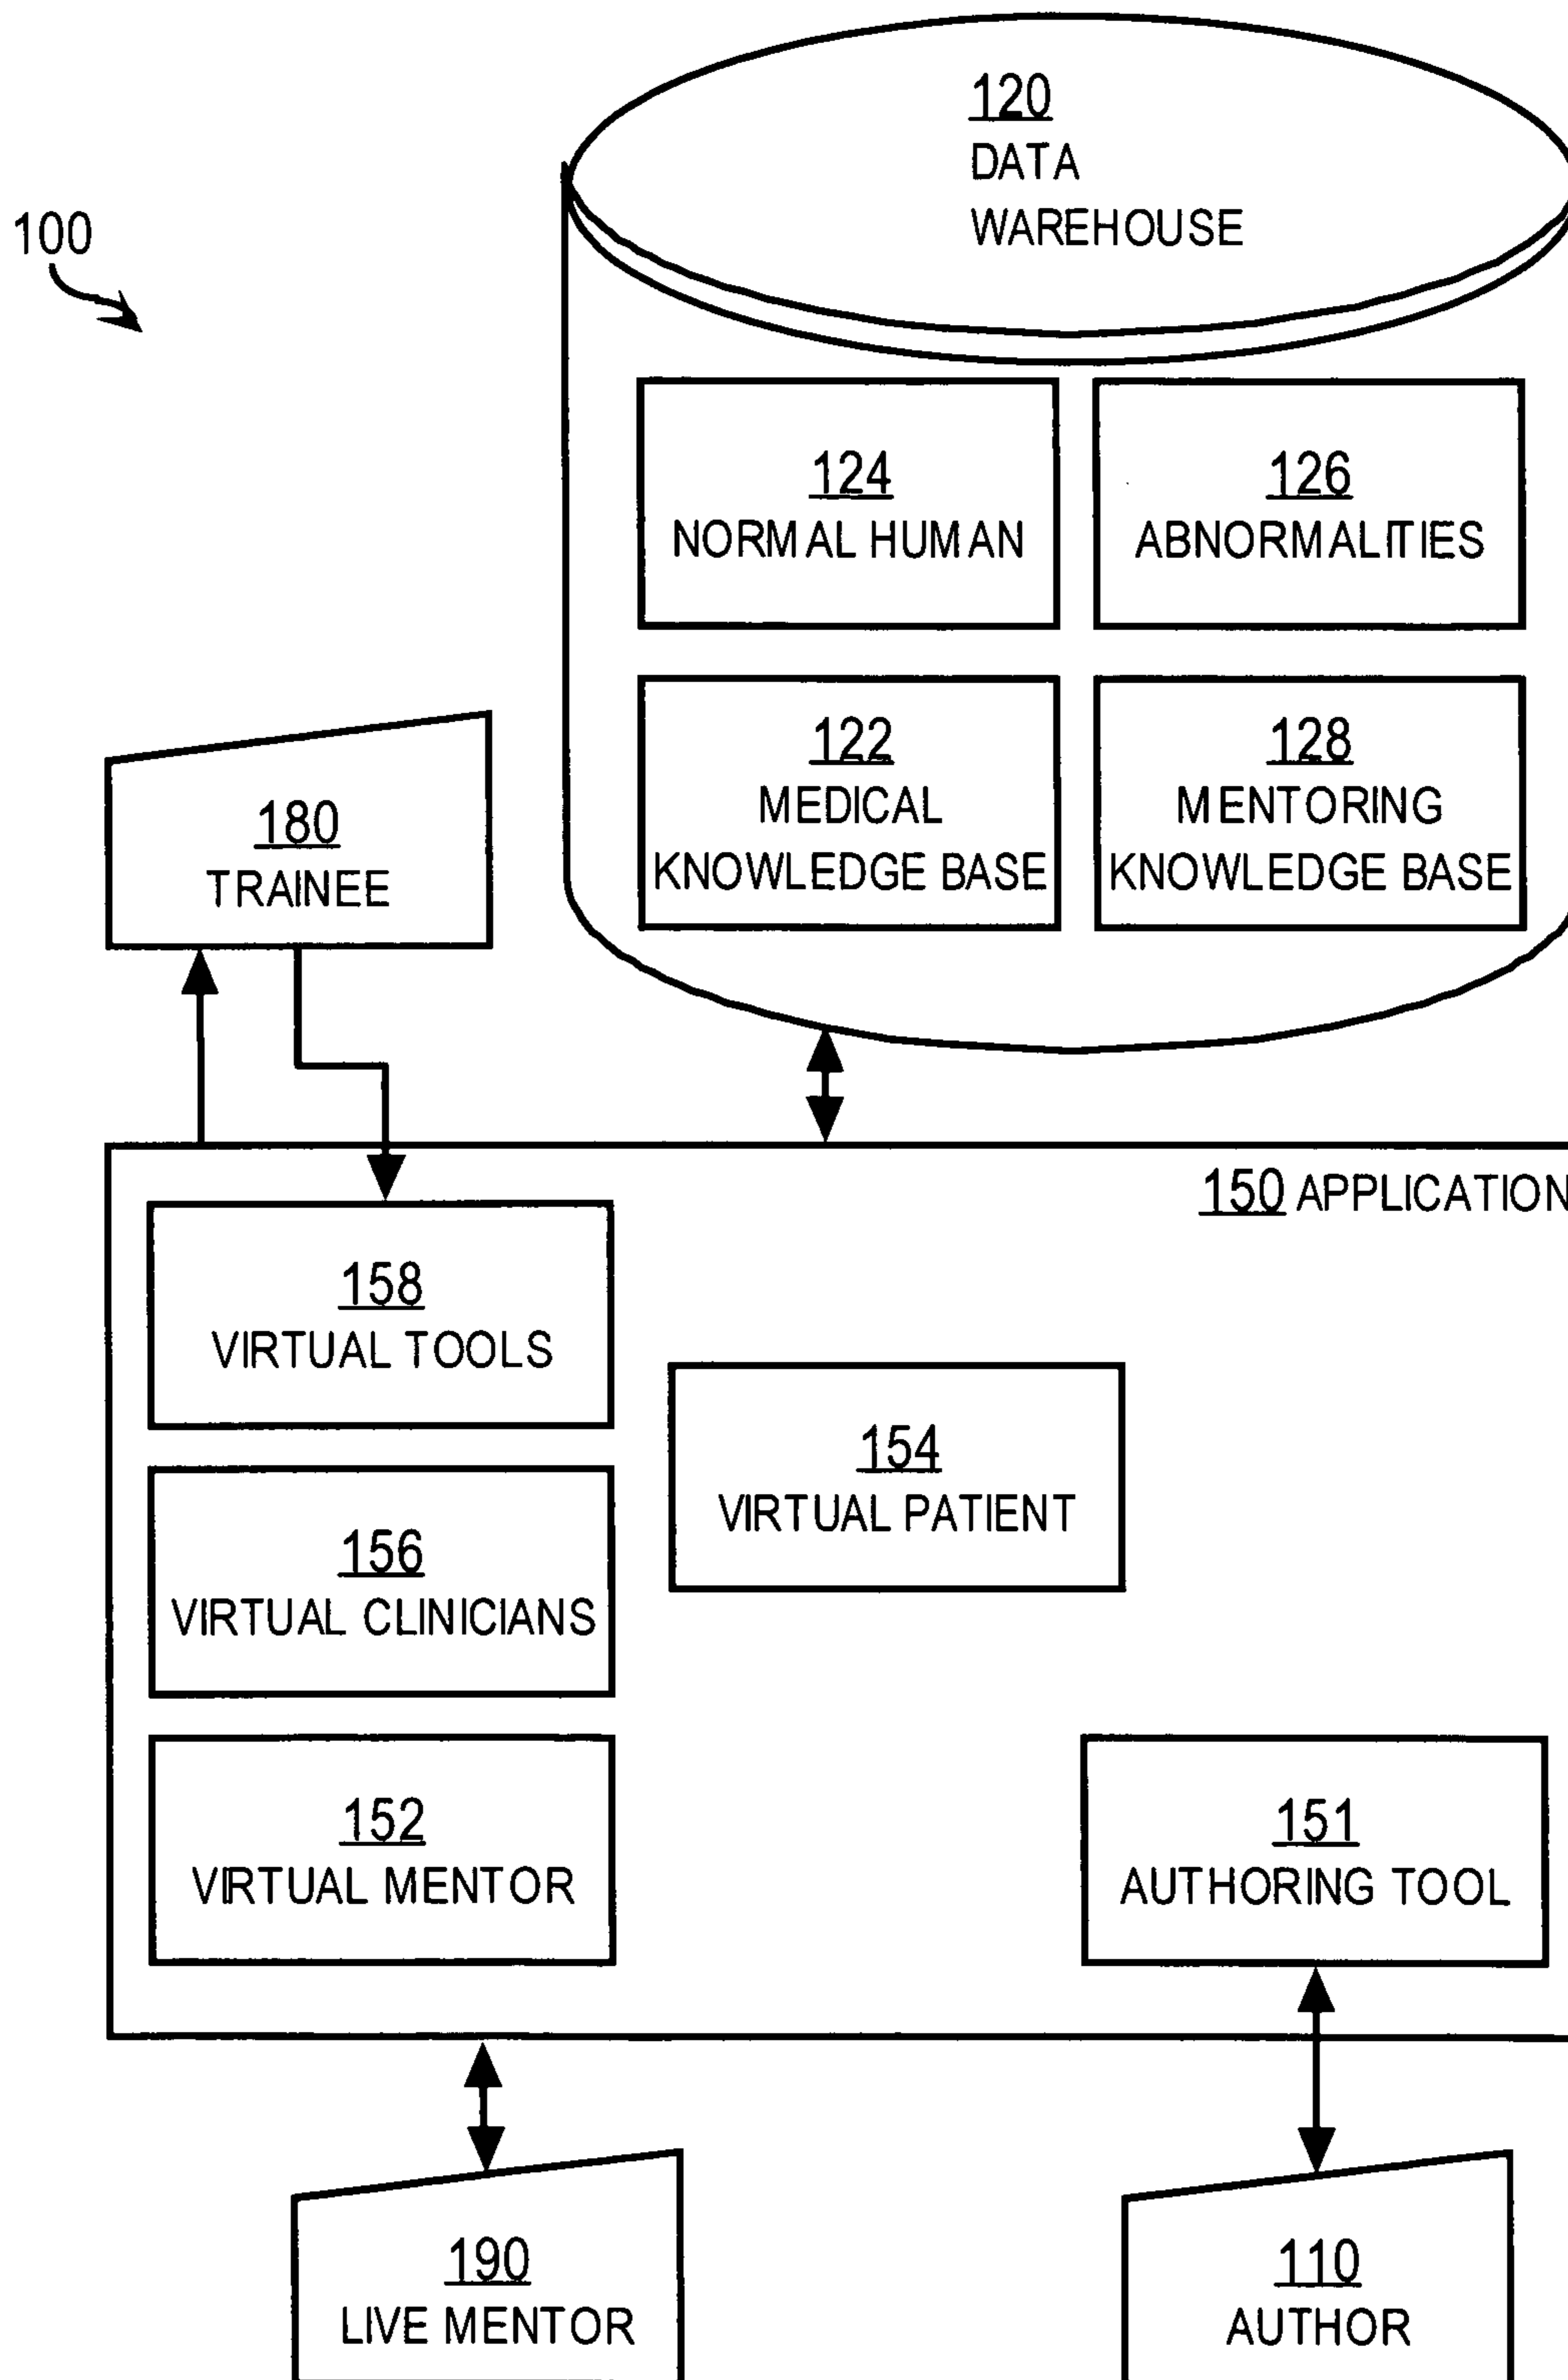 120
DATA
WAREHOUSE
100
124
NORMAL HUMAN
126
ABNORMALITIES
122
MEDICAL
KNOWLEDGE BASE
128
MENTORING
KNOWLEDGE BASE
180
TRAINEE
150 APPLICATION
158
VIRTUAL TOOLS
154
VIRTUAL PATIENT
156
VIRTUAL CLINICIANS
152
VIRTUAL MENTOR
151
AUTHORING TOOL
190
LIVE MENTOR
110
AUTHOR